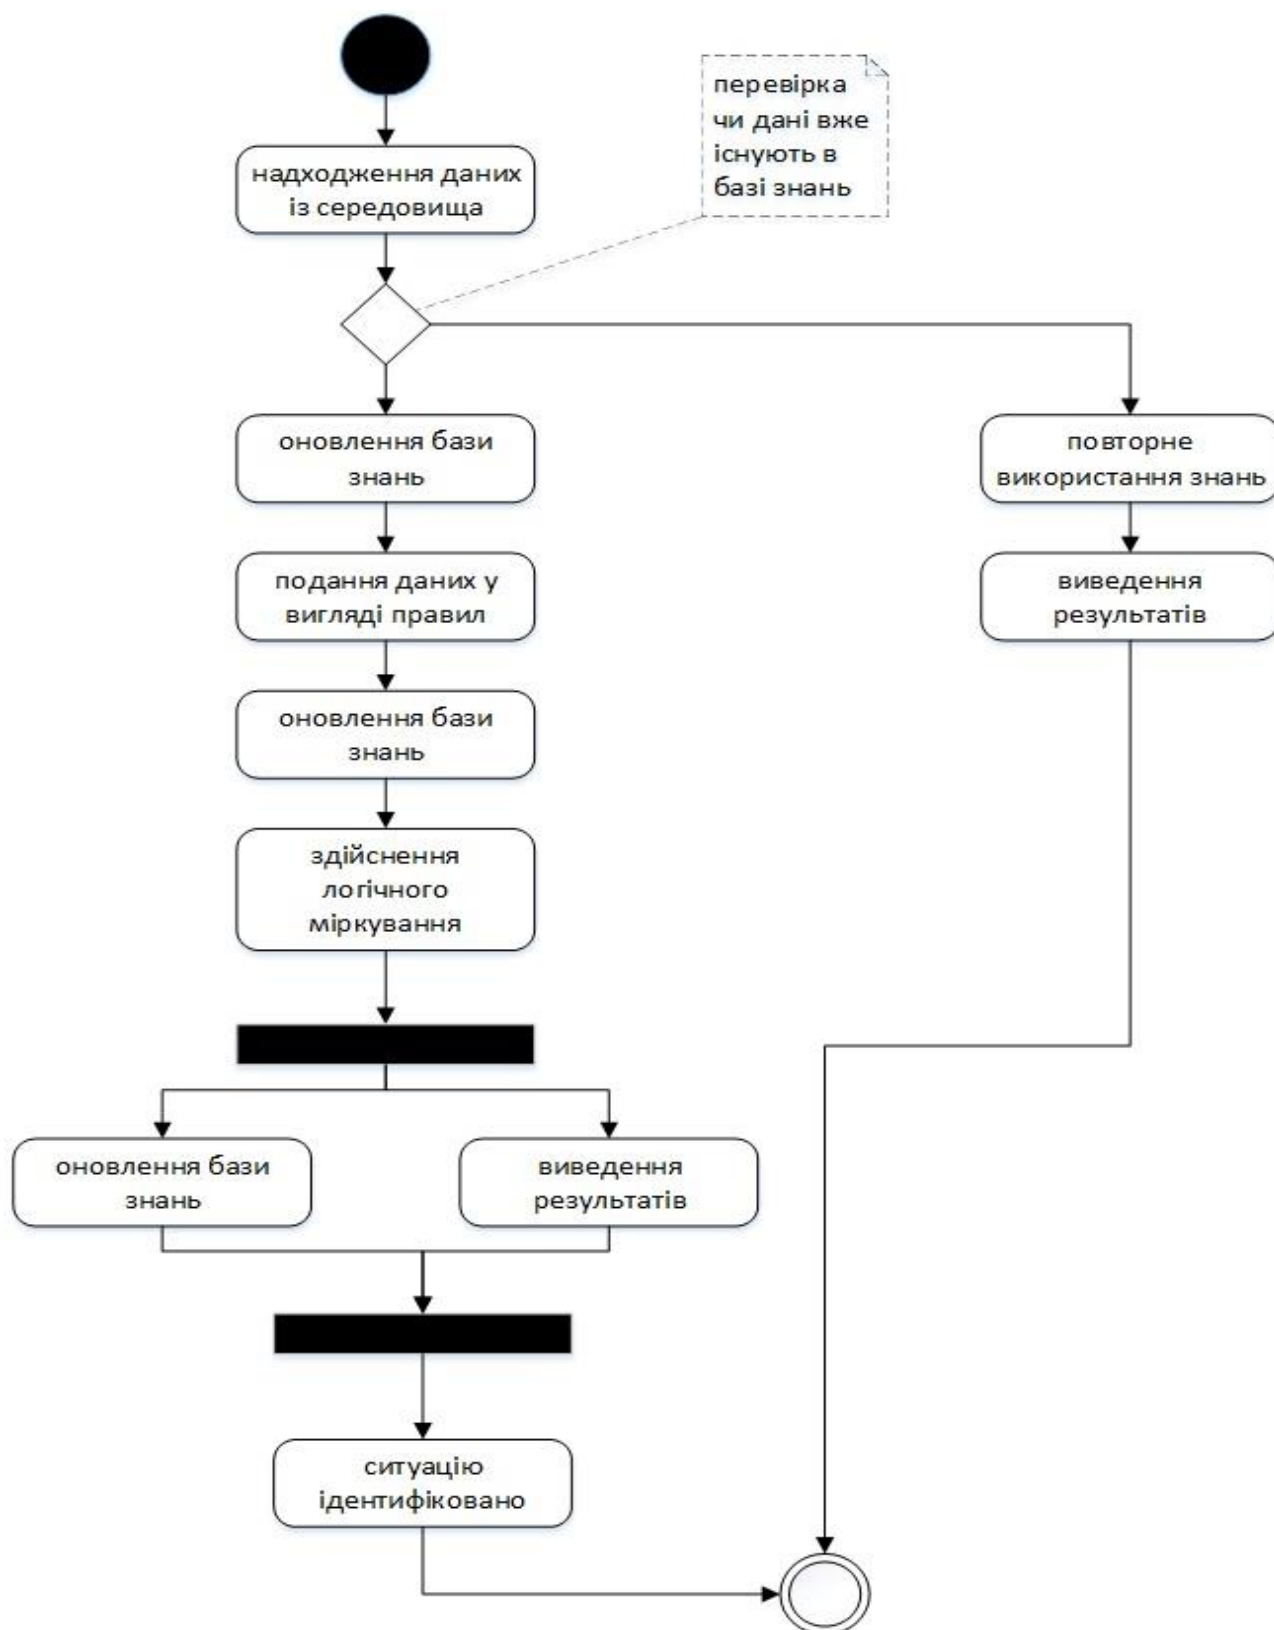 перевірка
чи дані вже
існують в
базі знань
надходження даних
із середовища
оновлення бази
знань
повторне
використання знань
подання даних у
вигляді правил
виведення
результатів
оновлення бази
знань
здійснення
логічного
міркування
оновлення бази
знань
виведення
результатів
ситуацію
ідентифіковано